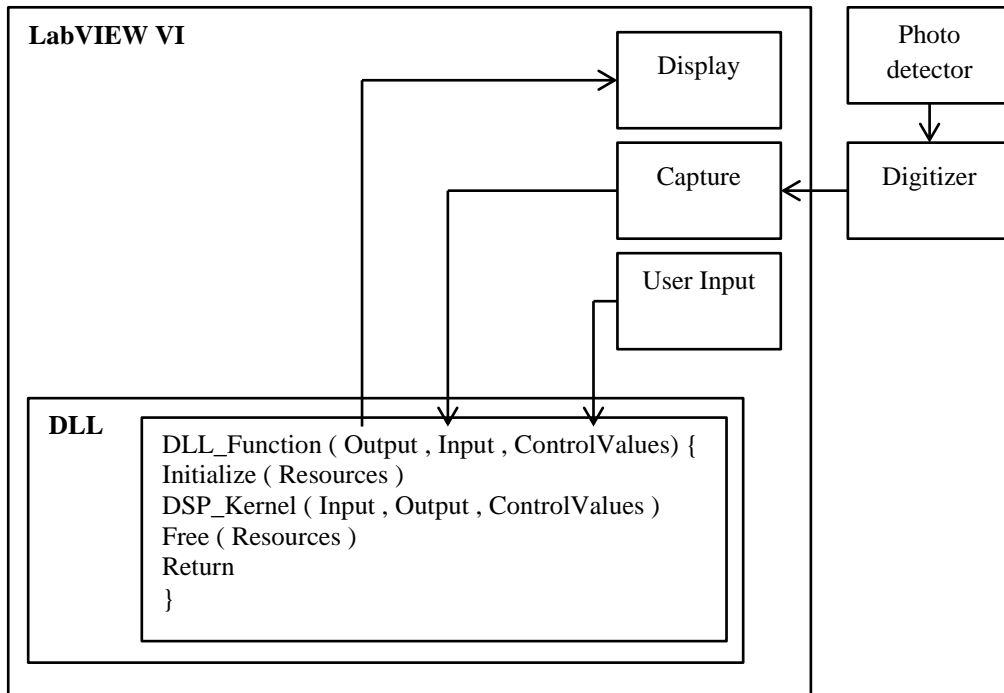 LabVIEW VI
Display
Photo
detector
Capture
Digitizer
User Input
DLL
DLL_Function ( Output , Input , ControlValues) {
Initialize ( Resources )
DSP_Kernel ( Input , Output , ControlValues )
Free ( Resources )
Return
}